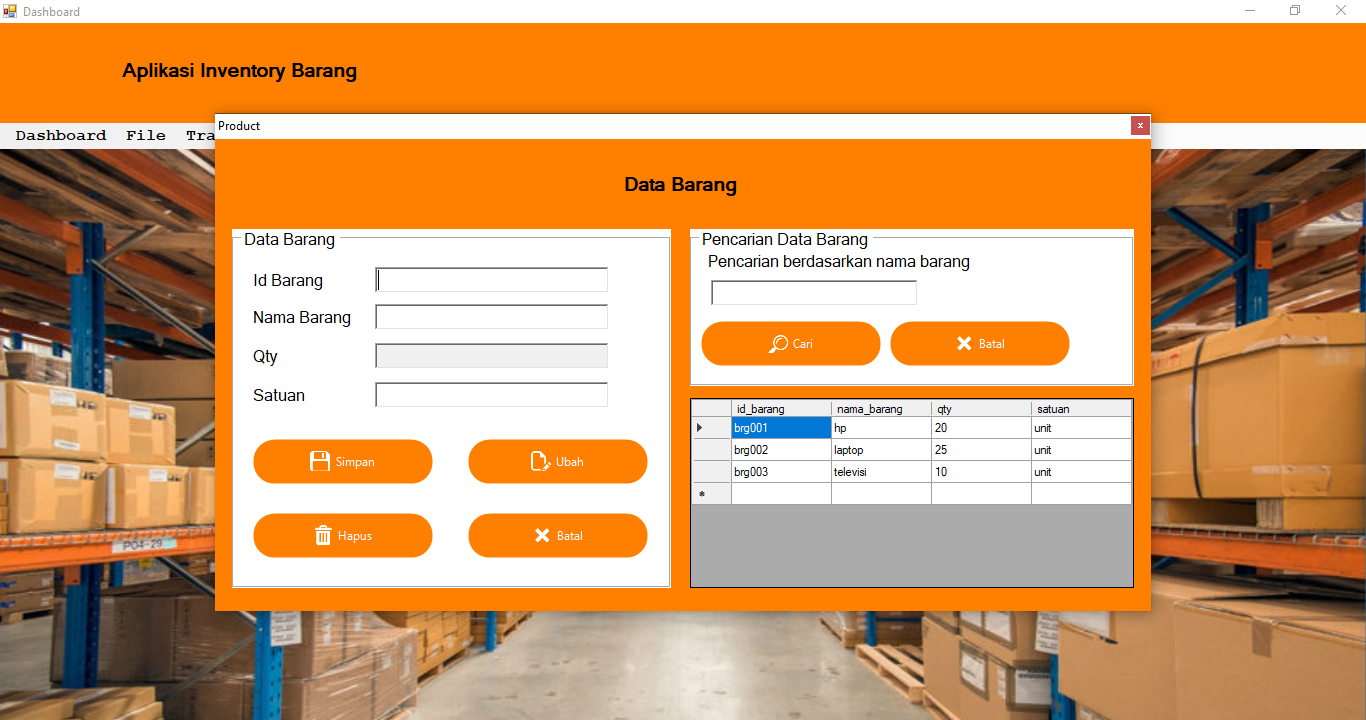 Dashboard
Aplikasi Inventory Barang
Dashboard File Tra
Product
x
Data Barang
Data Barang
Id Barang
Nama Barang
Qty
Satuan
Simpan
Ubah
Hapus
Batal
Pencarian Data Barang
Pencarian berdasarkan nama barang
Cari
Batal
id_barang nama_barang qty satuan
brg001 hp 20 unit
brg002 laptop 25 unit
brg003 televisi 10 unit
PO4-29